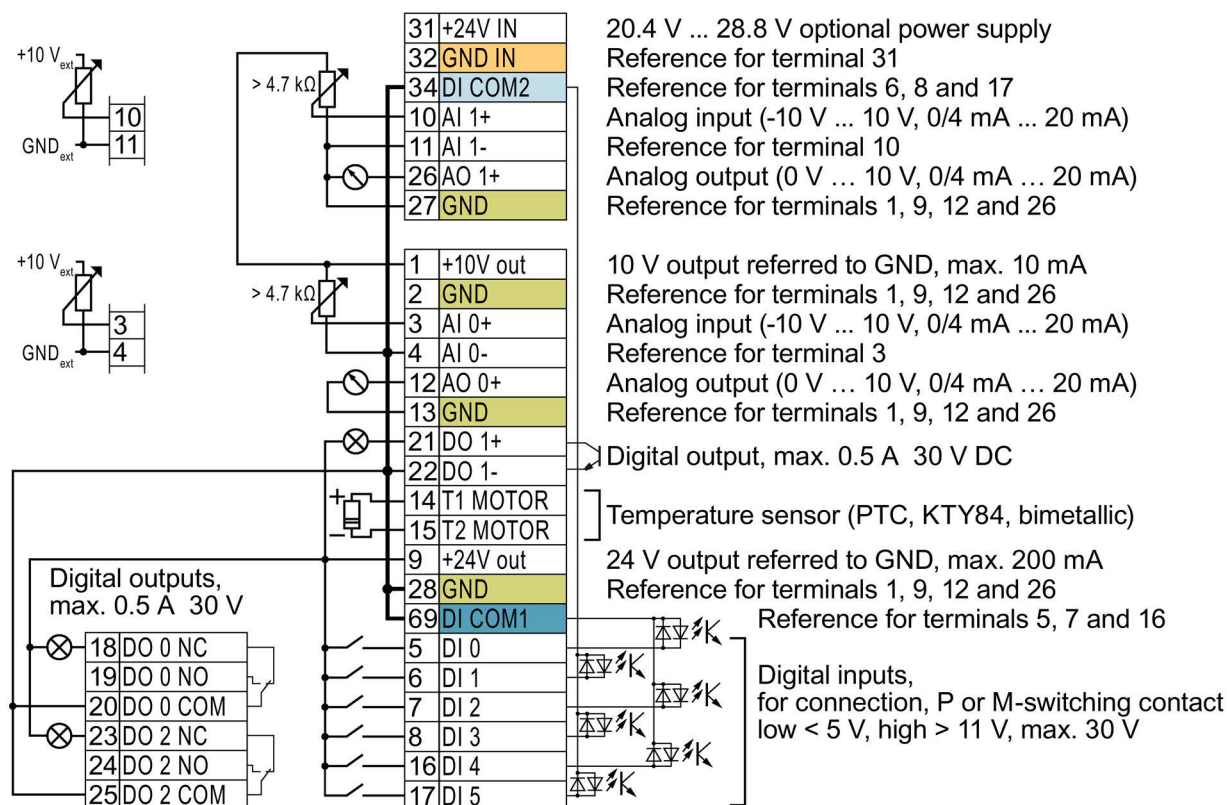 31 +24V IN 20.4 V ... 28.8 V optional power supply
32 GND IN Reference for terminal 31
34 DI COM2 Reference for terminals 6, 8 and 17
10 AI 1+ Analog input (-10 V ... 10 V, 0/4 mA ... 20 mA)
11 AI 1- Reference for terminal 10
26 AO 1+ Analog output (0 V … 10 V, 0/4 mA … 20 mA)
27 GND Reference for terminals 1, 9, 12 and 26
> 4.7 kΩ
+10 Vext
10
GNDext 11
1 +10V out 10 V output referred to GND, max. 10 mA
2 GND Reference for terminals 1, 9, 12 and 26
3 AI 0+ Analog input (-10 V ... 10 V, 0/4 mA ... 20 mA)
4 AI 0- Reference for terminal 3
12 AO 0+ Analog output (0 V … 10 V, 0/4 mA … 20 mA)
13 GND Reference for terminals 1, 9, 12 and 26
21 DO 1+
22 DO 1-
Digital output, max. 0.5 A 30 V DC
14 T1 MOTOR
15 T2 MOTOR
Temperature sensor (PTC, KTY84, bimetallic)
+
–
9 +24V out 24 V output referred to GND, max. 200 mA
28 GND Reference for terminals 1, 9, 12 and 26
69 DI COM1 Reference for terminals 5, 7 and 16
5 DI 0
6 DI 1
7 DI 2
8 DI 3
16 DI 4
17 DI 5
Digital inputs,
for connection, P or M-switching contact
low < 5 V, high > 11 V, max. 30 V
> 4.7 kΩ
+10 Vext
3
GNDext 4
Digital outputs,
max. 0.5 A 30 V
18 DO 0 NC
19 DO 0 NO
20 DO 0 COM
23 DO 2 NC
24 DO 2 NO
25 DO 2 COM